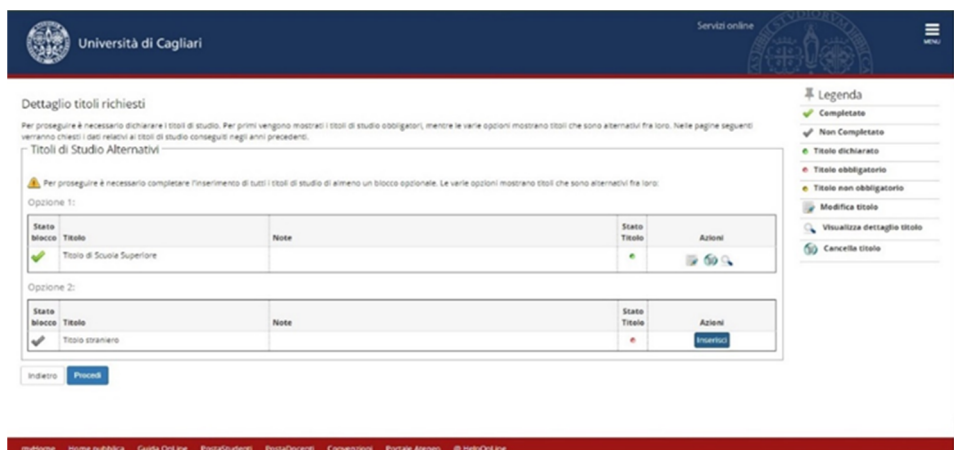 Servizi online
MENU
Università di Cagliari
Dettaglio titoli richiesti
Per proseguire è necessario dichiarare i titoli di studio. Per primi vengono mostrati i titoli di studio obbligatori, mentre le varie opzioni mostrano titoli che sono alternativi fra loro. Nelle pagine seguenti
verranno chiesti i dati relativi ai titoli di studio conseguiti negli anni precedenti.
Titoli di Studio Alternativi
Per proseguire è necessario completare l'inserimento di tutti i titoli di studio di almeno un blocco opzionale. Le varie opzioni mostrano titoli che sono alternativi fra loro:
Opzione 1:
Stato blocco Titolo Note Stato Titolo Azioni
Titolo di Scuola Superiore
Opzione 2:
Stato blocco Titolo Note Stato Titolo Azioni
Titolo straniero Inserisci
Indietro Procedi
Legenda
Completato
Non Completato
Titolo dichiarato
Titolo obbligatorio
Titolo non obbligatorio
Modifica titolo
Visualizza dettaglio titolo
Cancella titolo
myHome Home pubblica Guida OnLine PostaStudenti PostaDocenti Convenzioni Portale Ateneo @ HelpOnLine